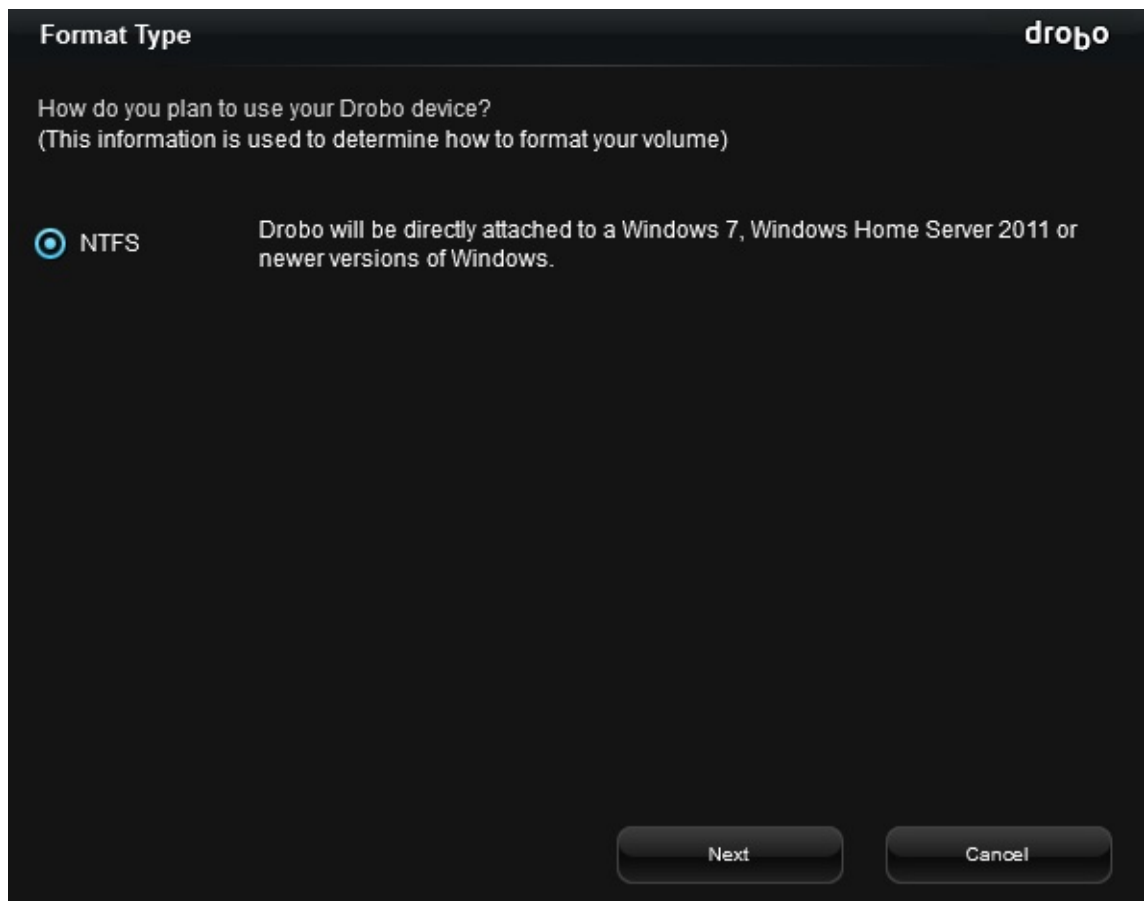 Format Type
drobo
How do you plan to use your Drobo device?
(This information is used to determine how to format your volume)
NTFS
Drobo will be directly attached to a Windows 7, Windows Home Server 2011 or
newer versions of Windows.
Next
Cancel